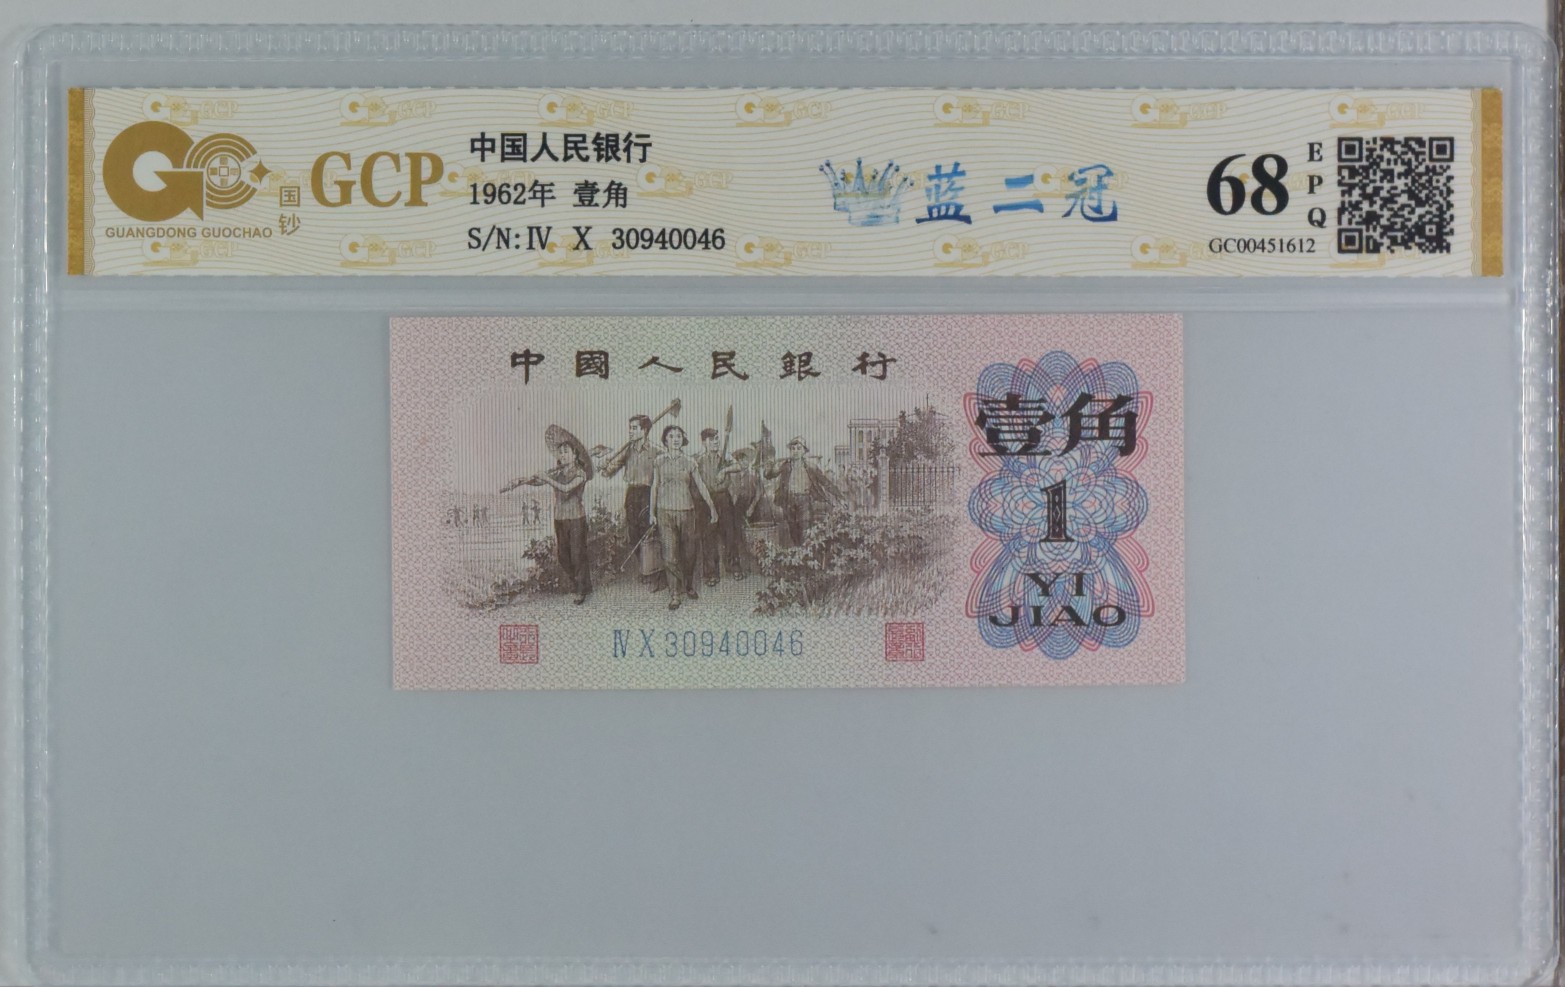 GCP
国钞
GUANGDONG GUOCHAO
中国人民银行
1962年 壹角
S/N:Ⅳ X 30940046
蓝二冠
68
EPQ
GC00451612
中國人民銀行
壹角
1
YI
JIAO
Ⅳ X 30940046